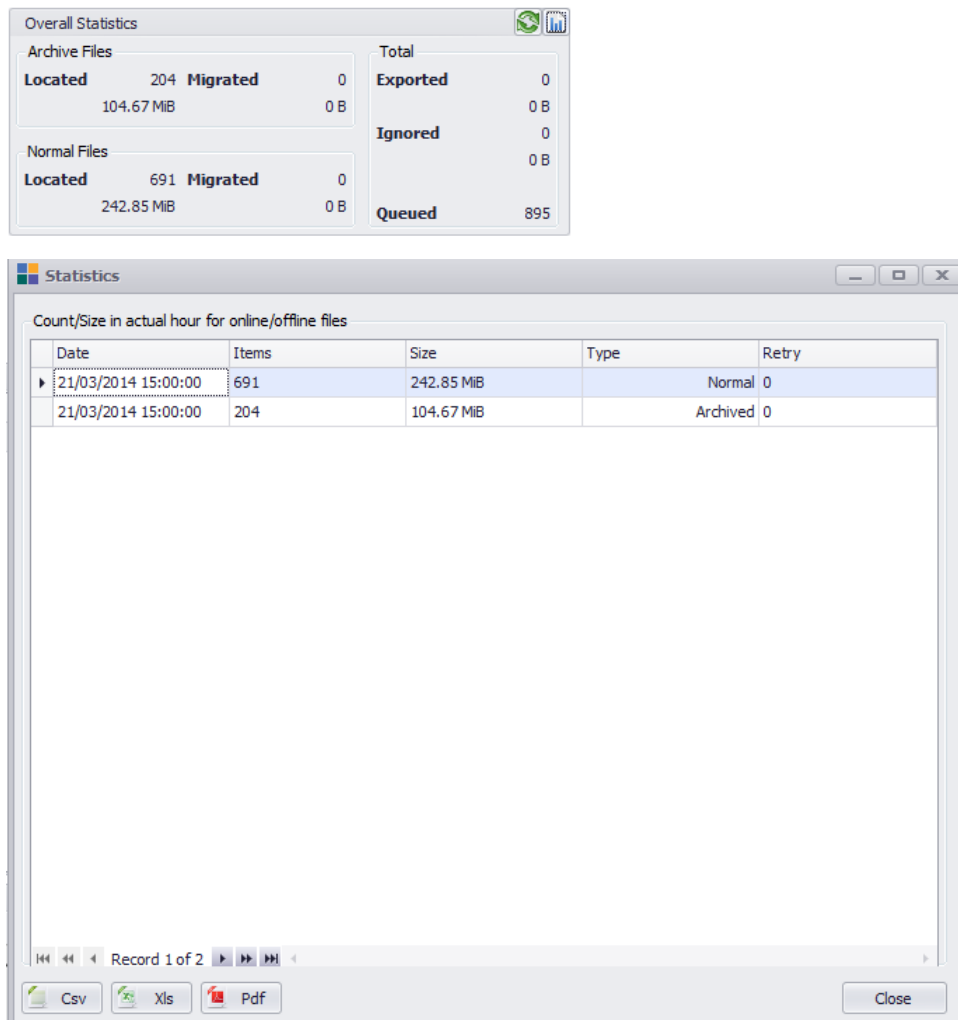 Overall Statistics
Archive Files
Located 204 Migrated 0
104.67 MiB 0 B
Normal Files
Located 691 Migrated 0
242.85 MiB 0 B
Total
Exported 0
0 B
Ignored 0
0 B
Queued 895
Statistics
Count/Size in actual hour for online/offline files
Date Items Size Type Retry
21/03/2014 15:00:00 691 242.85 MiB Normal 0
21/03/2014 15:00:00 204 104.67 MiB Archived 0
Record 1 of 2
Csv Xls Pdf Close